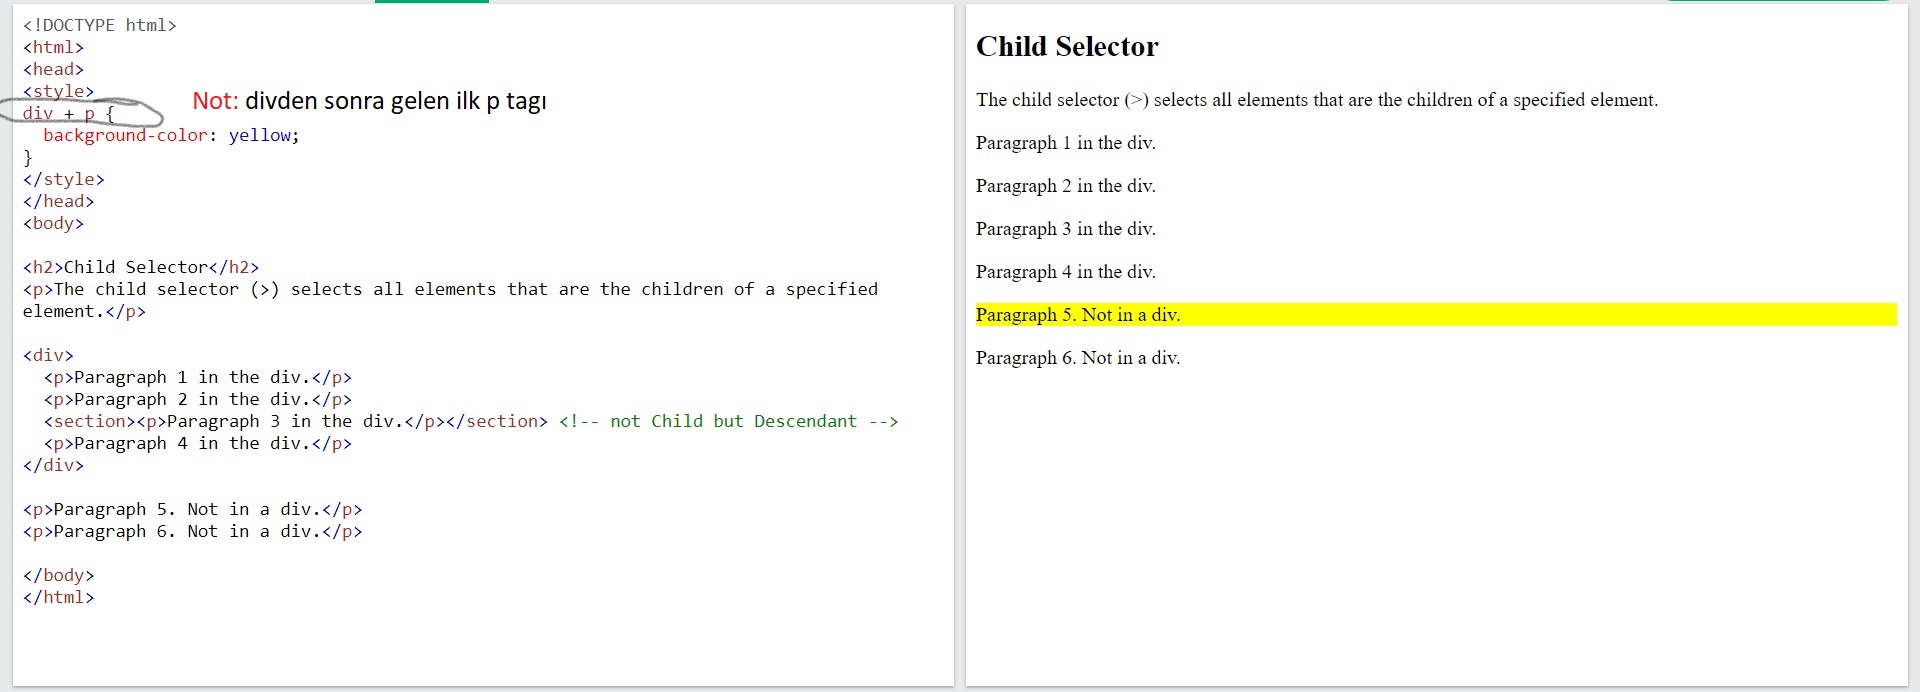 <!DOCTYPE html>
<html>
<head>
<style>
div + p {
Not: divden sonra gelen ilk p tagı
background-color: yellow;
}
</style>
</head>
<body>
<h2>Child Selector</h2>
<p>The child selector (>) selects all elements that are the children of a specified
element.</p>
<div>
<p>Paragraph 1 in the div.</p>
<p>Paragraph 2 in the div.</p>
<section><p>Paragraph 3 in the div.</p></section> <!-- not Child but Descendant -->
<p>Paragraph 4 in the div.</p>
</div>
<p>Paragraph 5. Not in a div.</p>
<p>Paragraph 6. Not in a div.</p>
</body>
</html>
Child Selector
The child selector (>) selects all elements that are the children of a specified element.
Paragraph 1 in the div.
Paragraph 2 in the div.
Paragraph 3 in the div.
Paragraph 4 in the div.
Paragraph 5. Not in a div.
Paragraph 6. Not in a div.